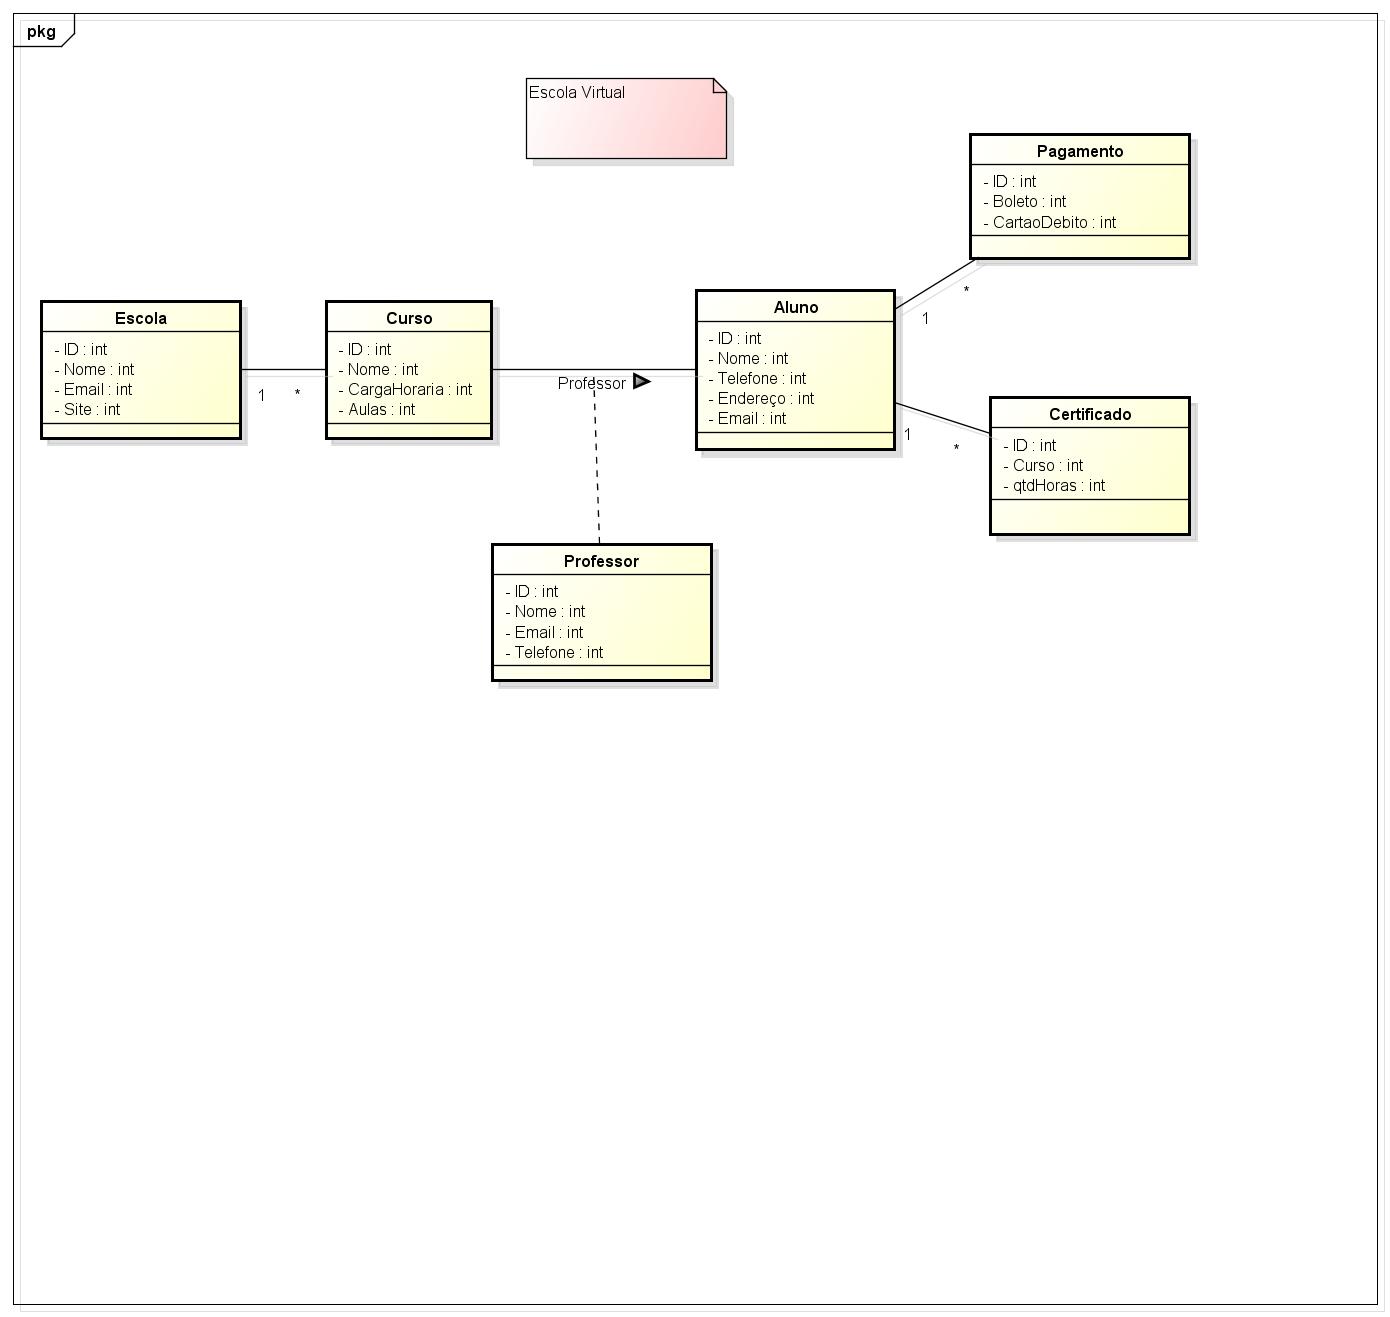 pkg
Escola Virtual
Pagamento
- ID : int
- Boleto : int
- CartaoDebito : int
*
1
Escola
- ID : int
- Nome : int
- Email : int
- Site : int
1
*
Curso
- ID : int
- Nome : int
- CargaHoraria : int
- Aulas : int
Professor
Aluno
- ID : int
- Nome : int
- Telefone : int
- Endereço : int
- Email : int
1
*
Certificado
- ID : int
- Curso : int
- qtdHoras : int
Professor
- ID : int
- Nome : int
- Email : int
- Telefone : int